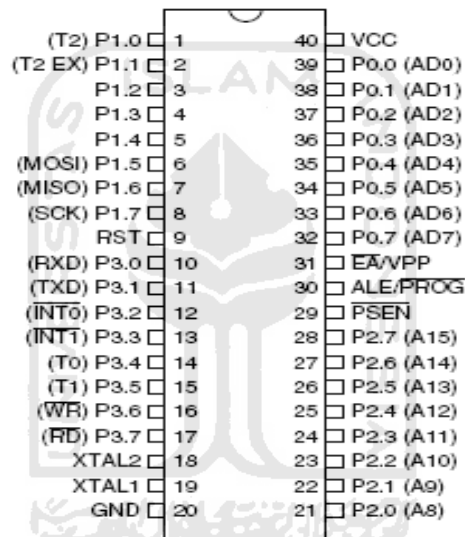 (T2) P1.0 1 40 VCC
(T2 EX) P1.1 2 39 P0.0 (AD0)
P1.2 3 38 P0.1 (AD1)
P1.3 4 37 P0.2 (AD2)
P1.4 5 36 P0.3 (AD3)
(MOSI) P1.5 6 35 P0.4 (AD4)
(MISO) P1.6 7 34 P0.5 (AD5)
(SCK) P1.7 8 33 P0.6 (AD6)
RST 9 32 P0.7 (AD7)
(RXD) P3.0 10 31 E̅A̅/VPP
(TXD) P3.1 11 30 ALE/P̅R̅O̅G̅
(I̅N̅T̅0̅) P3.2 12 29 P̅S̅E̅N̅
(I̅N̅T̅1̅) P3.3 13 28 P2.7 (A15)
(T0) P3.4 14 27 P2.6 (A14)
(T1) P3.5 15 26 P2.5 (A13)
(W̅R̅) P3.6 16 25 P2.4 (A12)
(R̅D̅) P3.7 17 24 P2.3 (A11)
XTAL2 18 23 P2.2 (A10)
XTAL1 19 22 P2.1 (A9)
GND 20 21 P2.0 (A8)
ISLAM